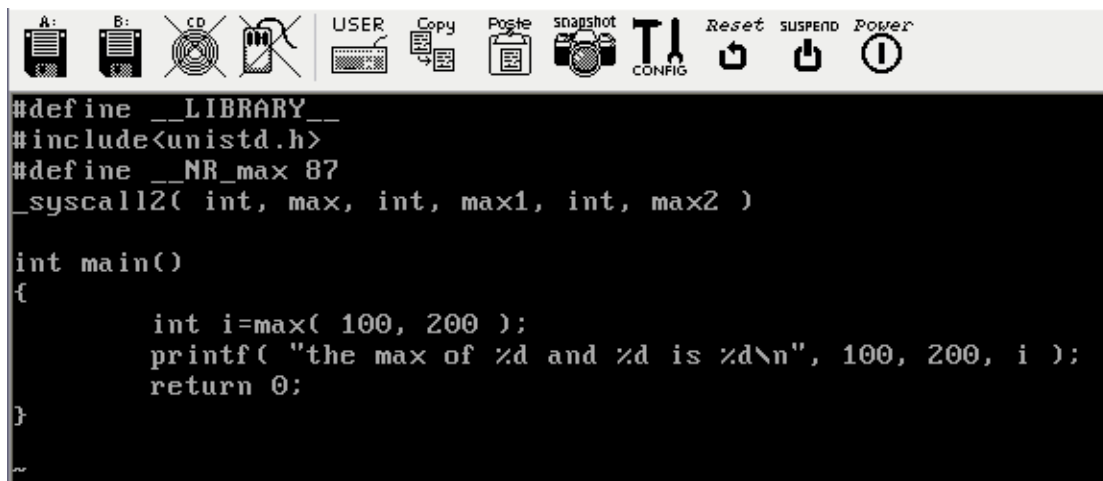 A: B: CD USER Copy Paste snapshot CONFIG Reset SUSPEND Power
#define __LIBRARY__
#include<unistd.h>
#define __NR_max 87
_syscall2( int, max, int, max1, int, max2 )
int main()
{
int i=max( 100, 200 );
printf( "the max of %d and %d is %d\n", 100, 200, i );
return 0;
}
~